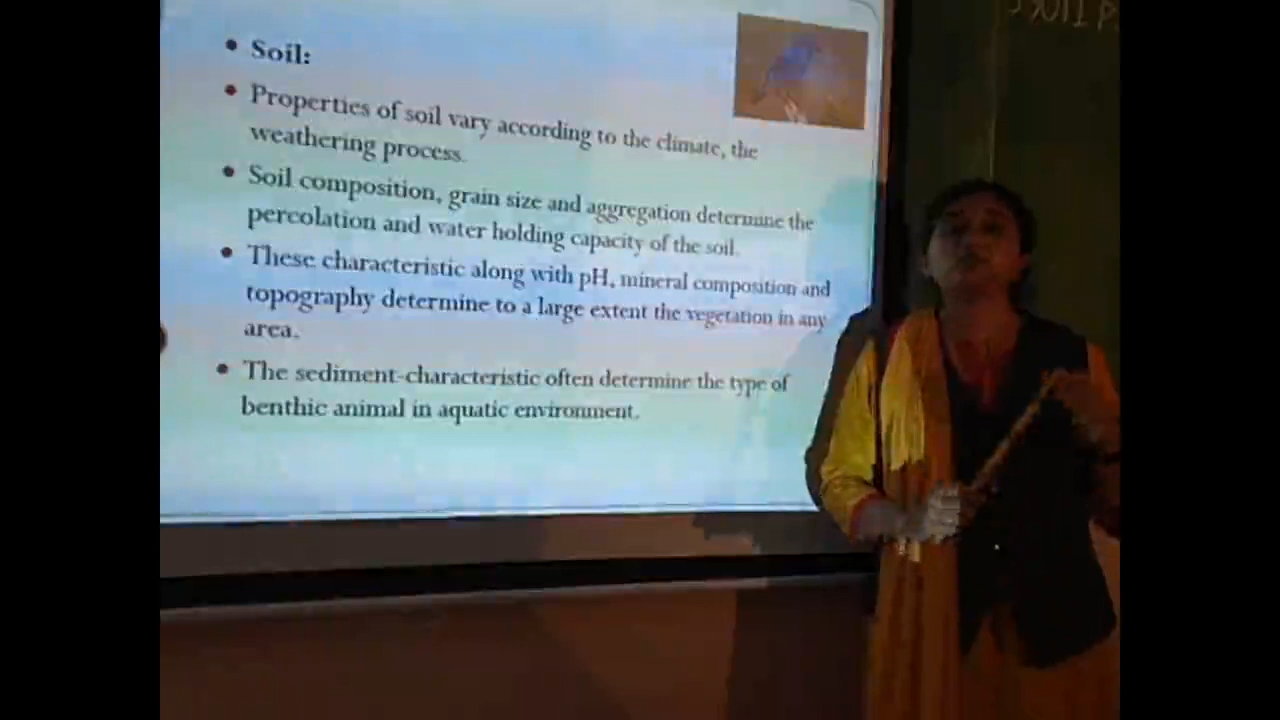 Soil:
Properties of soil vary according to the climate, the
weathering process.
Soil composition, grain size and aggregation determine the
percolation and water holding capacity of the soil.
These characteristic along with pH, mineral composition and
topography determine to a large extent the vegetation in any
area.
The sediment-characteristic often determine the type of
benthic animal in aquatic environment.